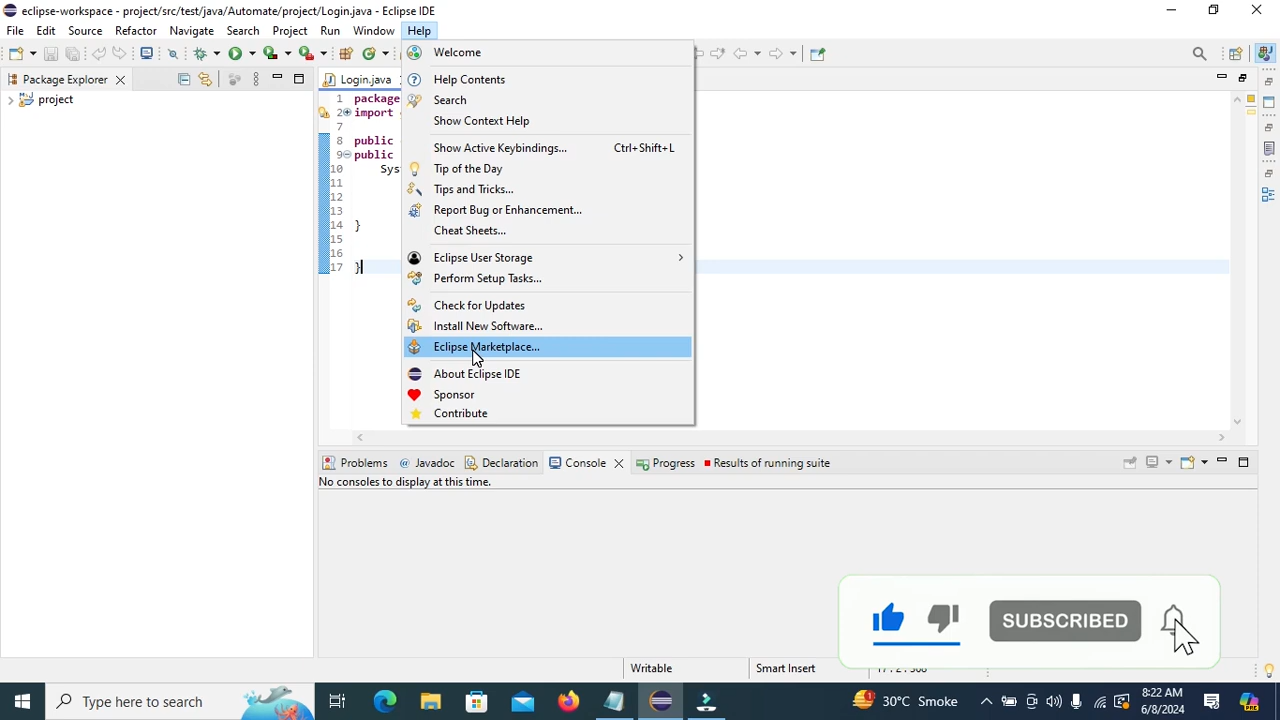 eclipse-workspace - project/src/test/java/Automate/project/Login.java - Eclipse IDE
File Edit Source Refactor Navigate Search Project Run Window Help
Package Explorer
project
Login.java
1 package
2 import
7
8 public
9 public
10 Sys
11
12
13
14 }
15
16
17 }
Welcome
Help Contents
Search
Show Context Help
Show Active Keybindings... Ctrl+Shift+L
Tip of the Day
Tips and Tricks...
Report Bug or Enhancement...
Cheat Sheets...
Eclipse User Storage
Perform Setup Tasks...
Check for Updates
Install New Software...
Eclipse Marketplace...
About Eclipse IDE
Sponsor
Contribute
Problems Javadoc Declaration Console Progress Results of running suite
No consoles to display at this time.
SUBSCRIBED
Writable Smart Insert
Type here to search
30°C Smoke
8:22 AM
6/8/2024